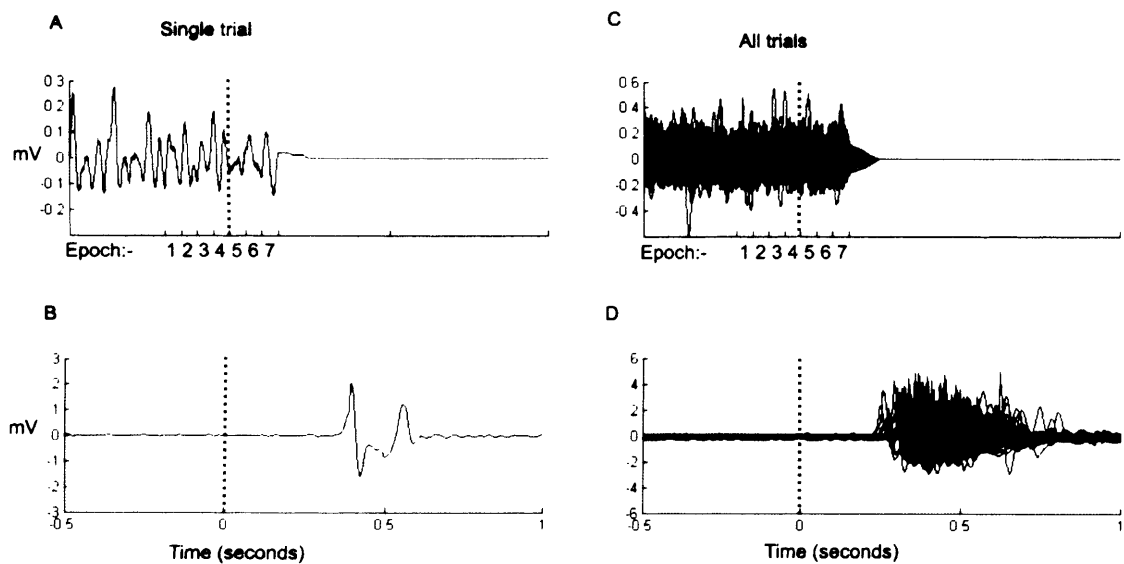 A
Single trial
0 3
0.2
0.1
mV
0
-0 1
-0 2
Epoch:- 1 2 3 4 5 6 7
C
All trials
0 6
0.4
0 2
0
-0.2
-0 4
Epoch:- 1 2 3 4 5 6 7
B
3
2
1
mV
0
-1
-2
-3
-0 5 0 0 5 1
Time (seconds)
D
6
4
2
0
-2
-4
-6
-0 5 0 0 5 1
Time (seconds)